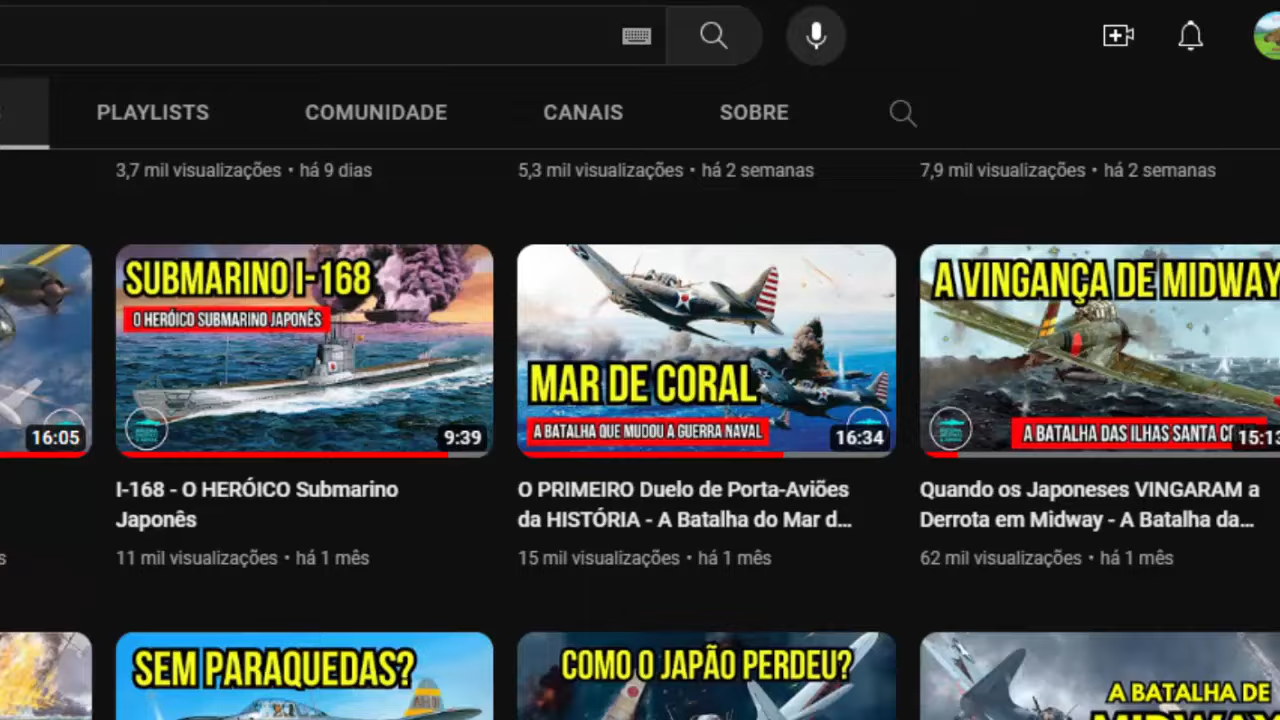 PLAYLISTS COMUNIDADE CANAIS SOBRE
3,7 mil visualizações • há 9 dias
5,3 mil visualizações • há 2 semanas
7,9 mil visualizações • há 2 semanas
16:05
SUBMARINO I-168
O HERÓICO SUBMARINO JAPONÊS
9:39
I-168 - O HERÓICO Submarino
Japonês
11 mil visualizações • há 1 mês
MAR DE CORAL
A BATALHA QUE MUDOU A GUERRA NAVAL
16:34
O PRIMEIRO Duelo de Porta-Aviões
da HISTÓRIA - A Batalha do Mar d...
15 mil visualizações • há 1 mês
A VINGANÇA DE MIDWAY
A BATALHA DAS ILHAS SANTA
15:13
Quando os Japoneses VINGARAM a
Derrota em Midway - A Batalha da...
62 mil visualizações • há 1 mês
SEM PARAQUEDAS?
COMO O JAPÃO PERDEU?
A BATALHA DE
MIDWAY